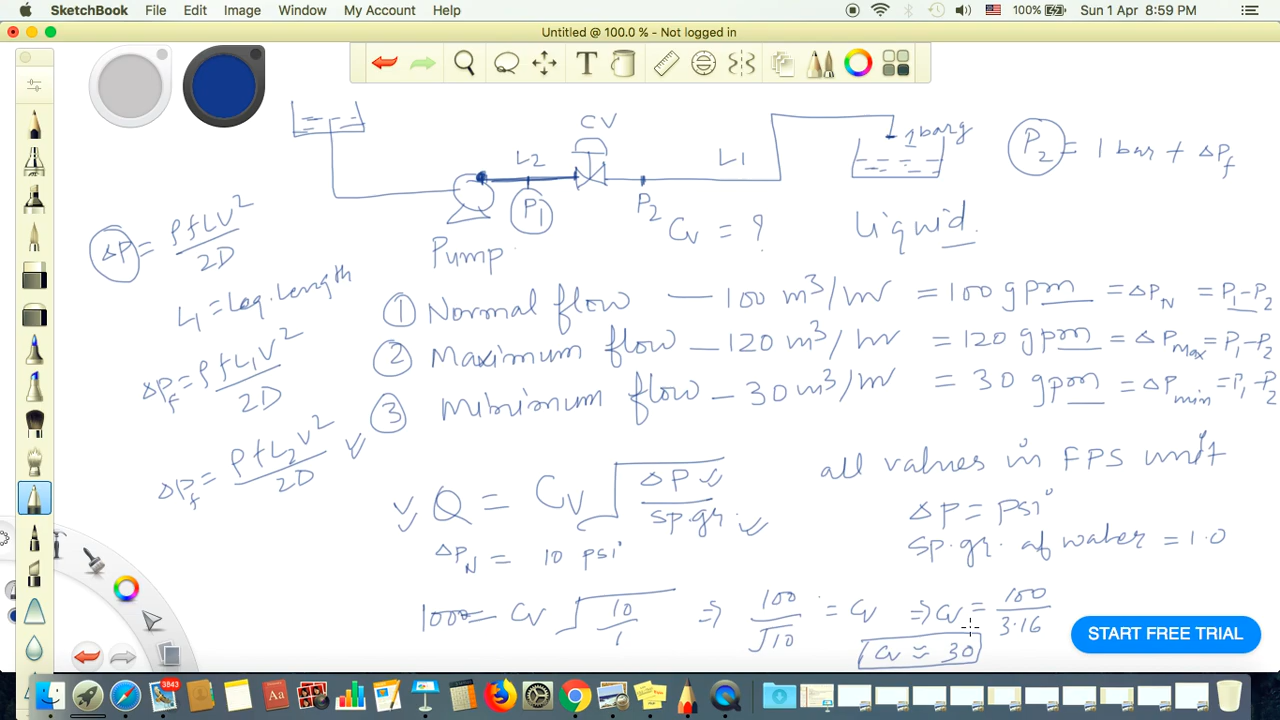 SketchBook File Edit Image Window My Account Help 100% Sun 1 Apr 8:59 PM
Untitled @ 100.0 % - Not logged in
T
CV
1 barg
P2 = 1 bar + ΔPf
L2
L1
P1
P2
Cv = ?
liquid
Pump
ΔP = ρfLV²/2D
L1 = Leq. length
ΔPf = ρfL1V²/2D
ΔPf = ρfL2V²/2D
① Normal flow — 100 m³/hr = 100 gpm = ΔPN = P1-P2
② Maximum flow — 120 m³/hr = 120 gpm = ΔPMax = P1-P2
③ Minimum flow - 30 m³/hr = 30 gpm = ΔPmin = P1-P2
all values in FPS unit
Q = Cv √ΔP/sp.gr
ΔP = psi
ΔPN = 10 psi
sp.gr. of water = 1.0
100 = Cv √10/1 ⇒ 100/√10 = Cv ⇒ Cv = 100/3.16
Cv ≈ 30
START FREE TRIAL
3843
Aa